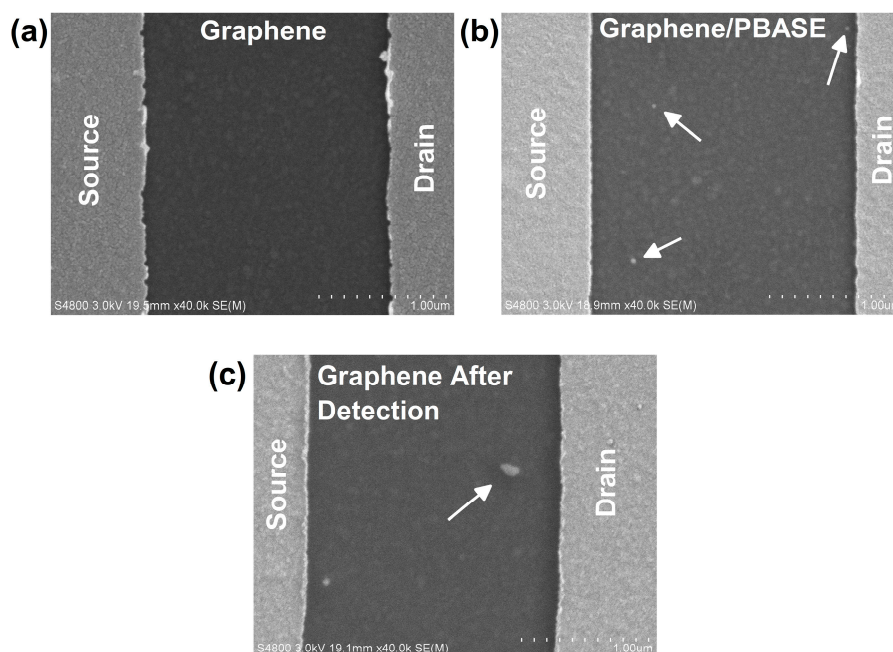 (a)
Graphene
Source
Drain
S4800 3.0kV 19.5mm x40.0k SE(M)
1.00um
(b)
Graphene/PBASE
Source
Drain
S4800 3.0kV 18.9mm x40.0k SE(M)
1.00um
(c)
Graphene After
Detection
Source
Drain
S4800 3.0kV 19.1mm x40.0k SE(M)
1.00um